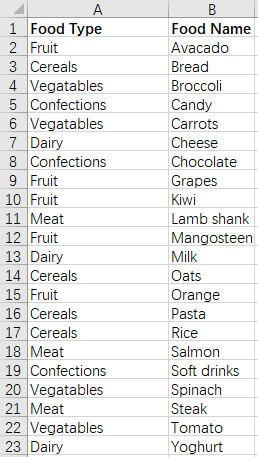 A B
1 Food Type Food Name
2 Fruit Avacado
3 Cereals Bread
4 Vegatables Broccoli
5 Confections Candy
6 Vegatables Carrots
7 Dairy Cheese
8 Confections Chocolate
9 Fruit Grapes
10 Fruit Kiwi
11 Meat Lamb shank
12 Fruit Mangosteen
13 Dairy Milk
14 Cereals Oats
15 Fruit Orange
16 Cereals Pasta
17 Cereals Rice
18 Meat Salmon
19 Confections Soft drinks
20 Vegatables Spinach
21 Meat Steak
22 Vegatables Tomato
23 Dairy Yoghurt